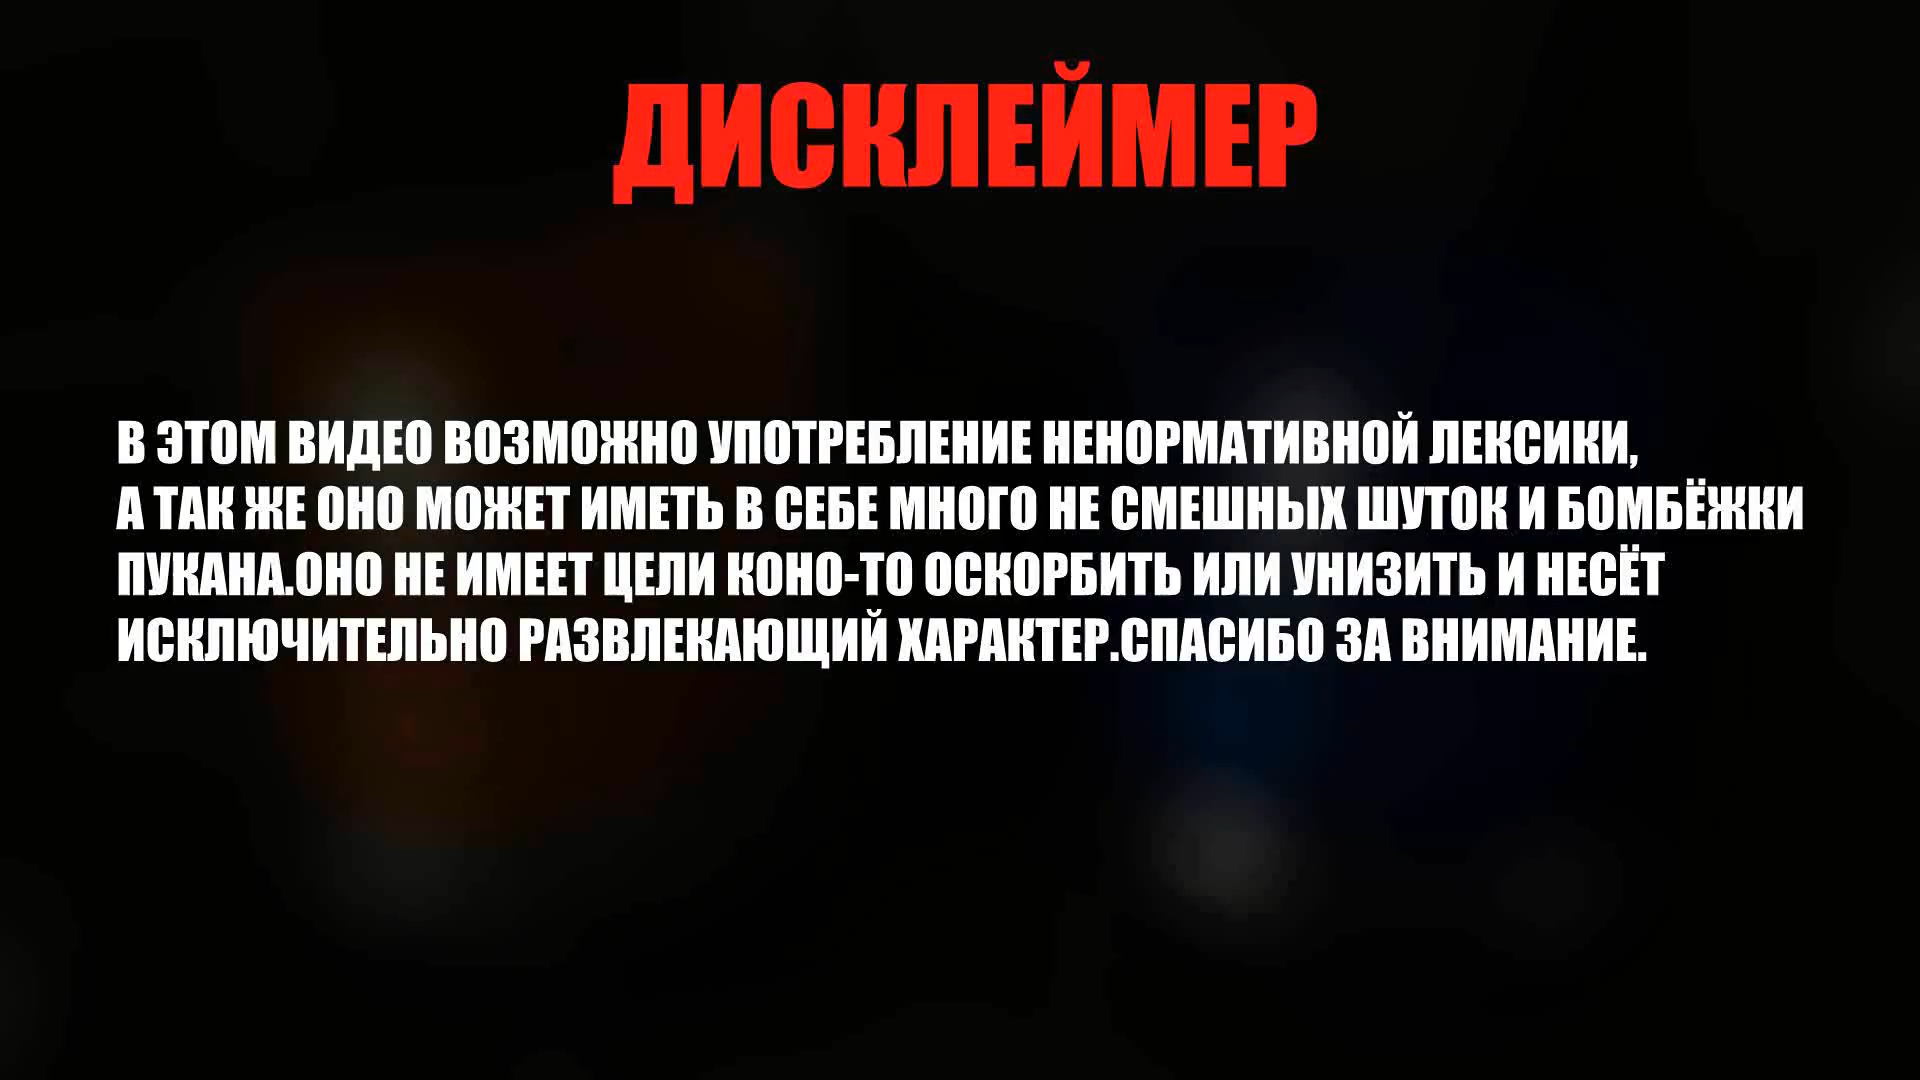 ДИСКЛЕЙМЕР
В ЭТОМ ВИДЕО ВОЗМОЖНО УПОТРЕБЛЕНИЕ НЕНОРМАТИВНОЙ ЛЕКСИКИ,
А ТАК ЖЕ ОНО МОЖЕТ ИМЕТЬ В СЕБЕ МНОГО НЕ СМЕШНЫХ ШУТОК И БОМБЁЖКИ
ПУКАНА.ОНО НЕ ИМЕЕТ ЦЕЛИ КОНО-ТО ОСКОРБИТЬ ИЛИ УНИЗИТЬ И НЕСЁТ
ИСКЛЮЧИТЕЛЬНО РАЗВЛЕКАЮЩИЙ ХАРАКТЕР.СПАСИБО ЗА ВНИМАНИЕ.